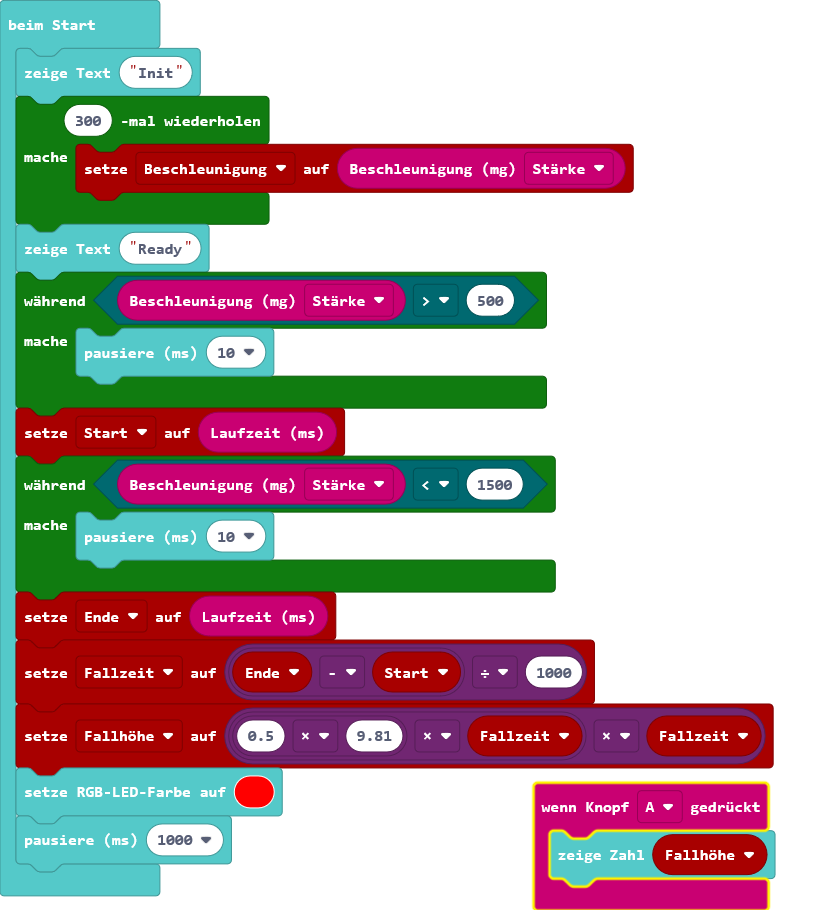 beim Start
zeige Text "Init"
300 -mal wiederholen
mache setze Beschleunigung auf Beschleunigung (mg) Stärke
zeige Text "Ready"
während Beschleunigung (mg) Stärke > 500
mache pausiere (ms) 10
setze Start auf Laufzeit (ms)
während Beschleunigung (mg) Stärke < 1500
mache pausiere (ms) 10
setze Ende auf Laufzeit (ms)
setze Fallzeit auf Ende - Start ÷ 1000
setze Fallhöhe auf 0.5 × 9.81 × Fallzeit × Fallzeit
setze RGB-LED-Farbe auf
pausiere (ms) 1000
wenn Knopf A gedrückt
zeige Zahl Fallhöhe